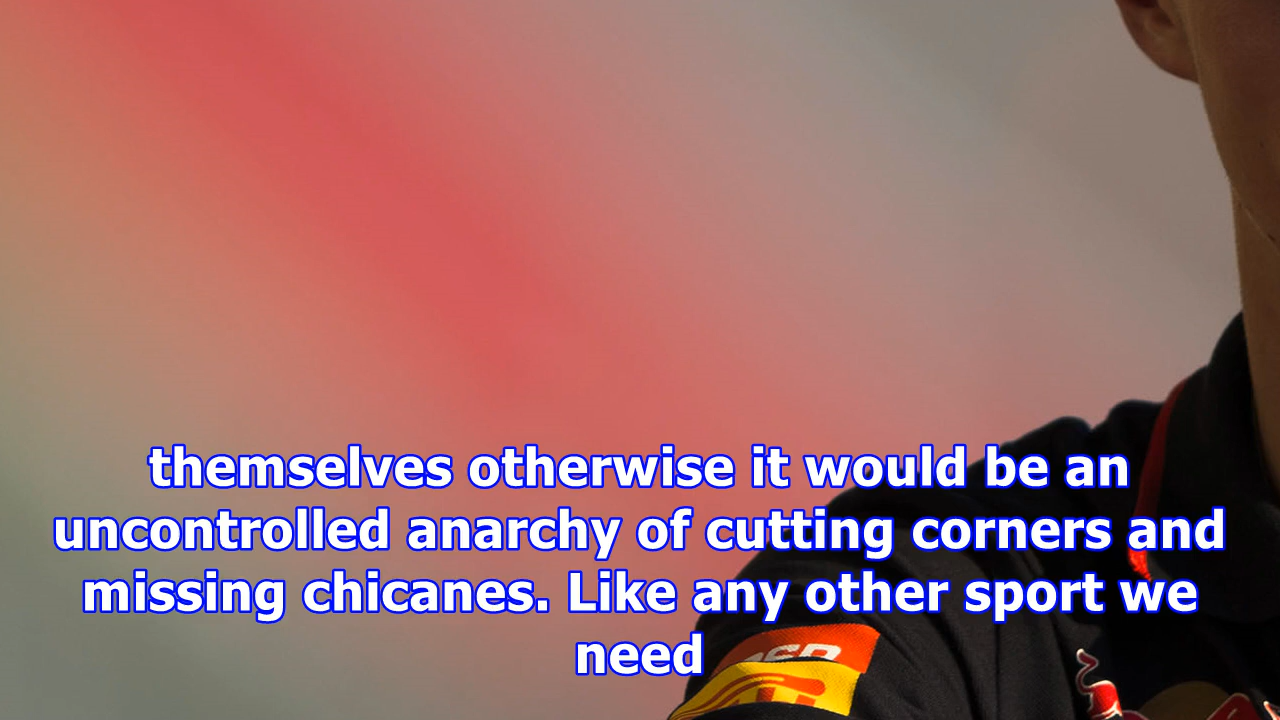 themselves otherwise it would be an
uncontrolled anarchy of cutting corners and
missing chicanes. Like any other sport we
need